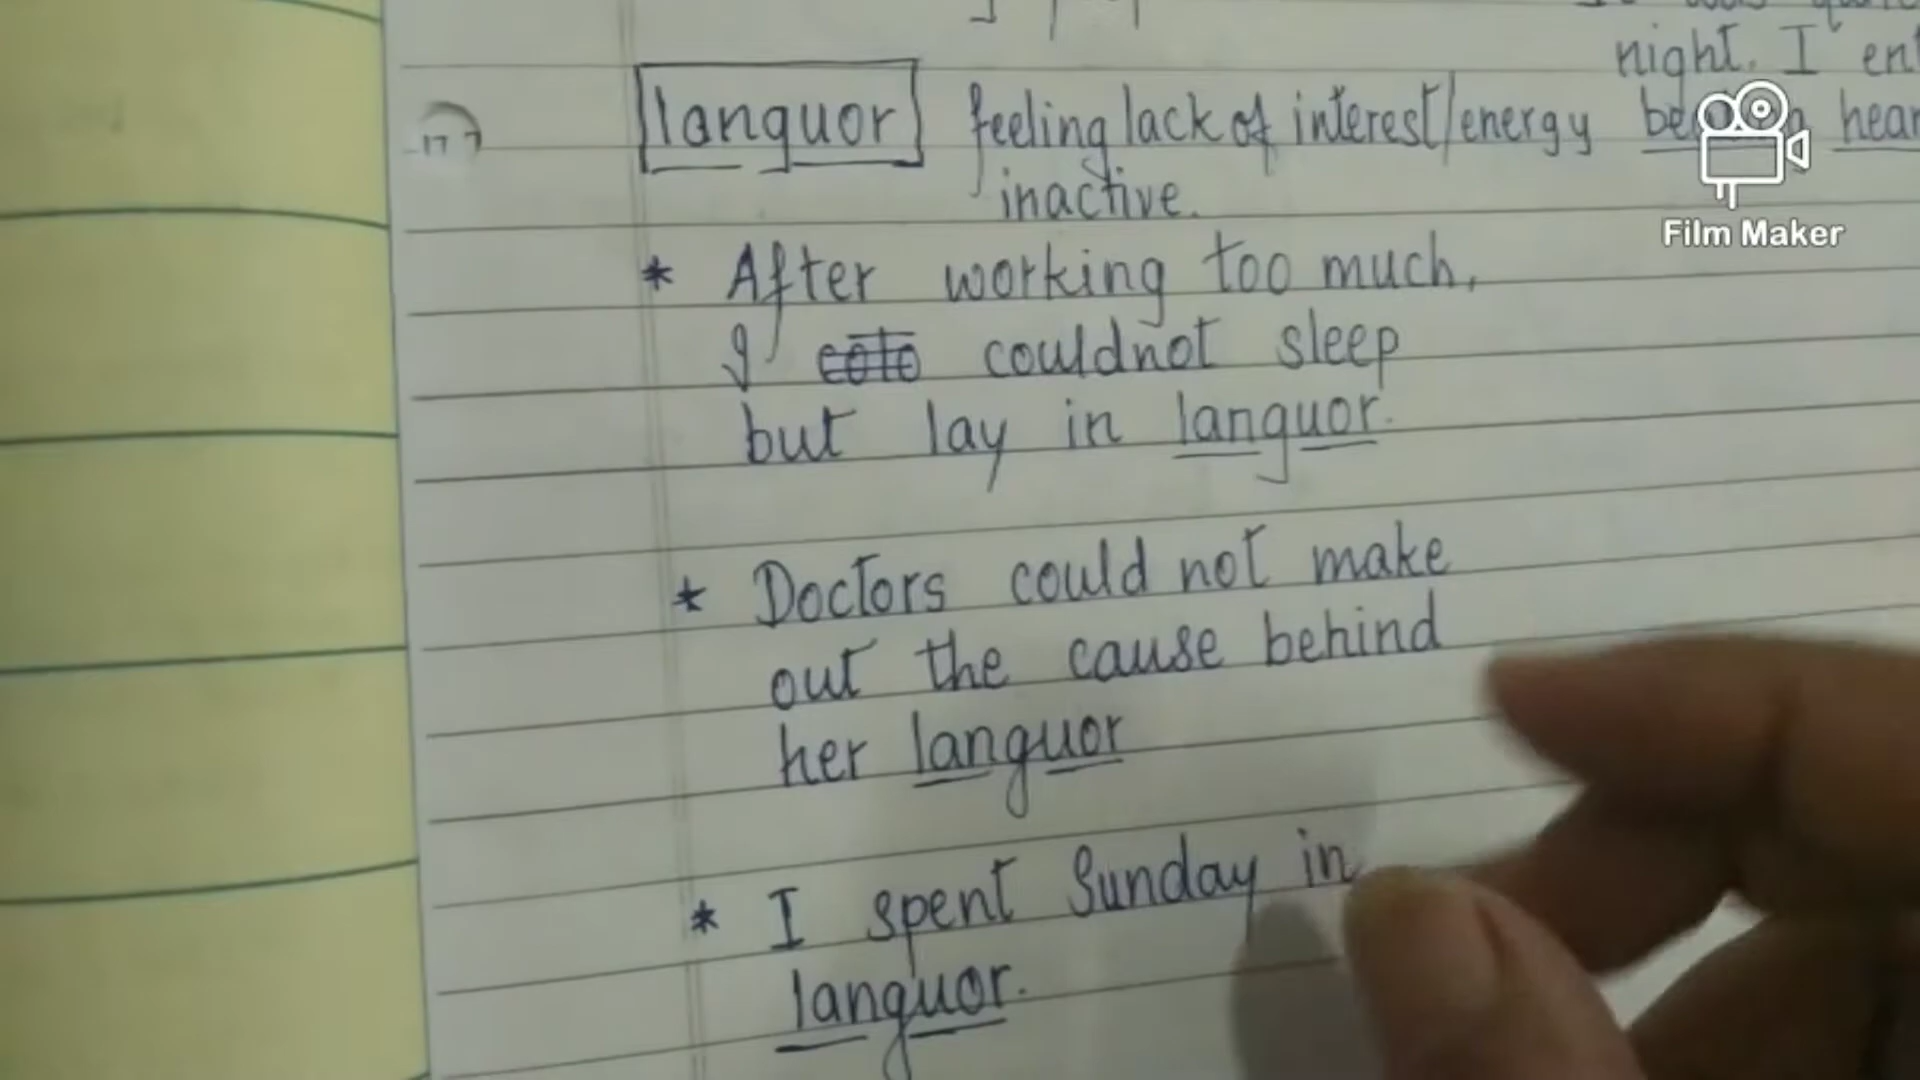 night. I
languor feeling lack of interest/energy
inactive.
* After working too much,
I couldnot sleep
but lay in languor.
* Doctors could not make
out the cause behind
her languor
* I spent Sunday in
languor.
Film Maker